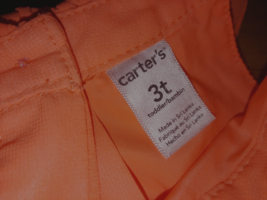 carter's®
3t
toddler/bambin
Made in Sri Lanka
Fabriqué au Sri Lanka
Hecho en Sri Lanka